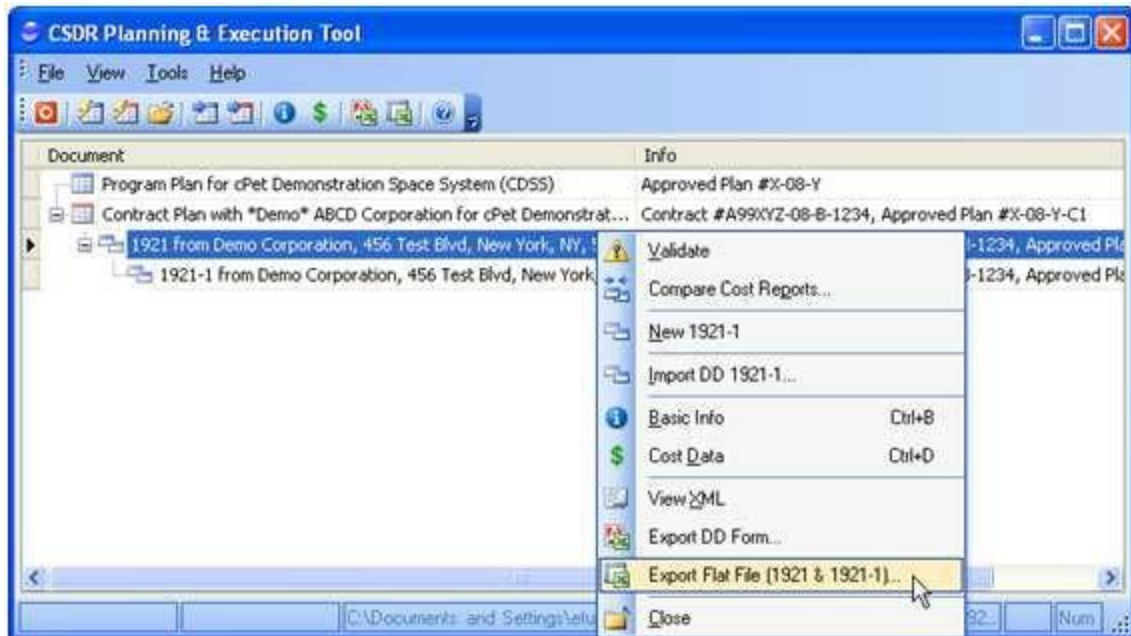 CSDR Planning & Execution Tool
File View Tools Help
Document Info
Program Plan for cPet Demonstration Space System (CDSS) Approved Plan #X-08-Y
Contract Plan with *Demo* ABCD Corporation for cPet Demonstrat... Contract #A99XYZ-08-B-1234, Approved Plan #X-08-Y-C1
1921 from Demo Corporation, 456 Test Blvd, New York, NY, -1234, Approved Pla
1921-1 from Demo Corporation, 456 Test Blvd, New York -1234, Approved Pla
Validate
Compare Cost Reports...
New 1921-1
Import DD 1921-1...
Basic Info Ctrl+B
Cost Data Ctrl+D
View XML
Export DD Form...
Export Flat File (1921 & 1921-1)...
Close
C:\Documents and Settings\ Num